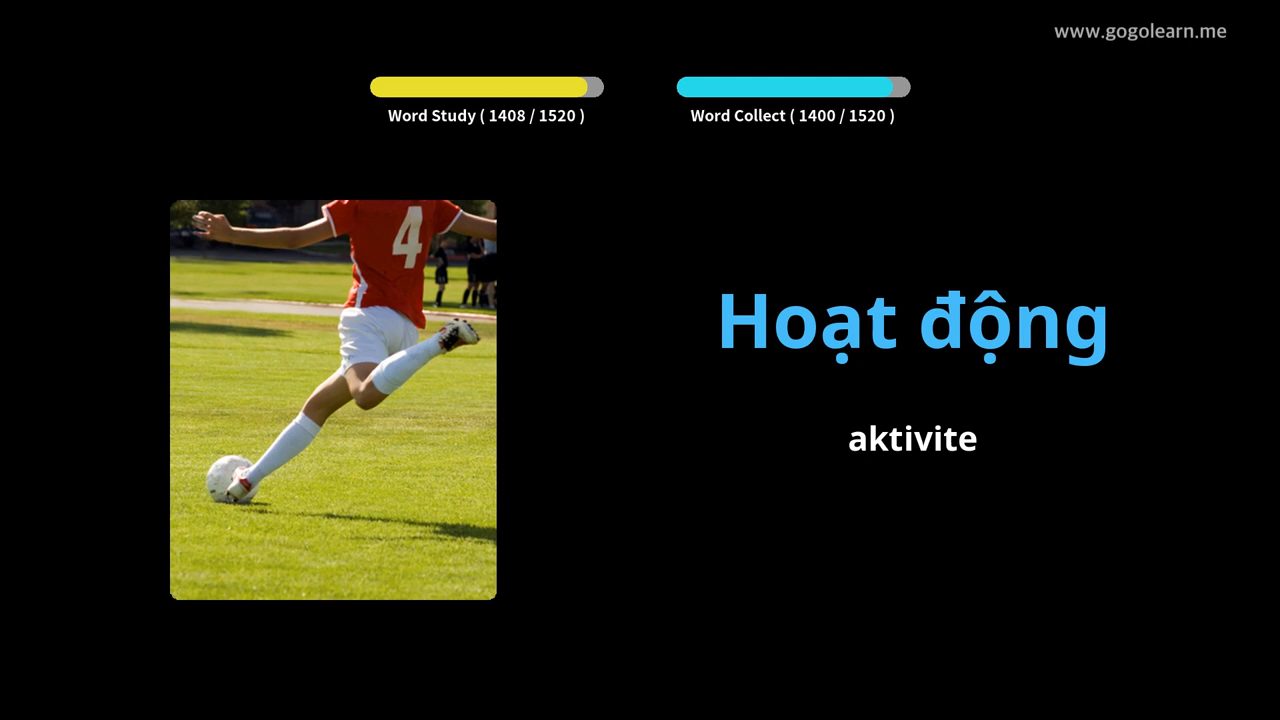 www.gogolearn.me
Word Study ( 1408 / 1520 )
Word Collect ( 1400 / 1520 )
4
Hoạt động
aktivite